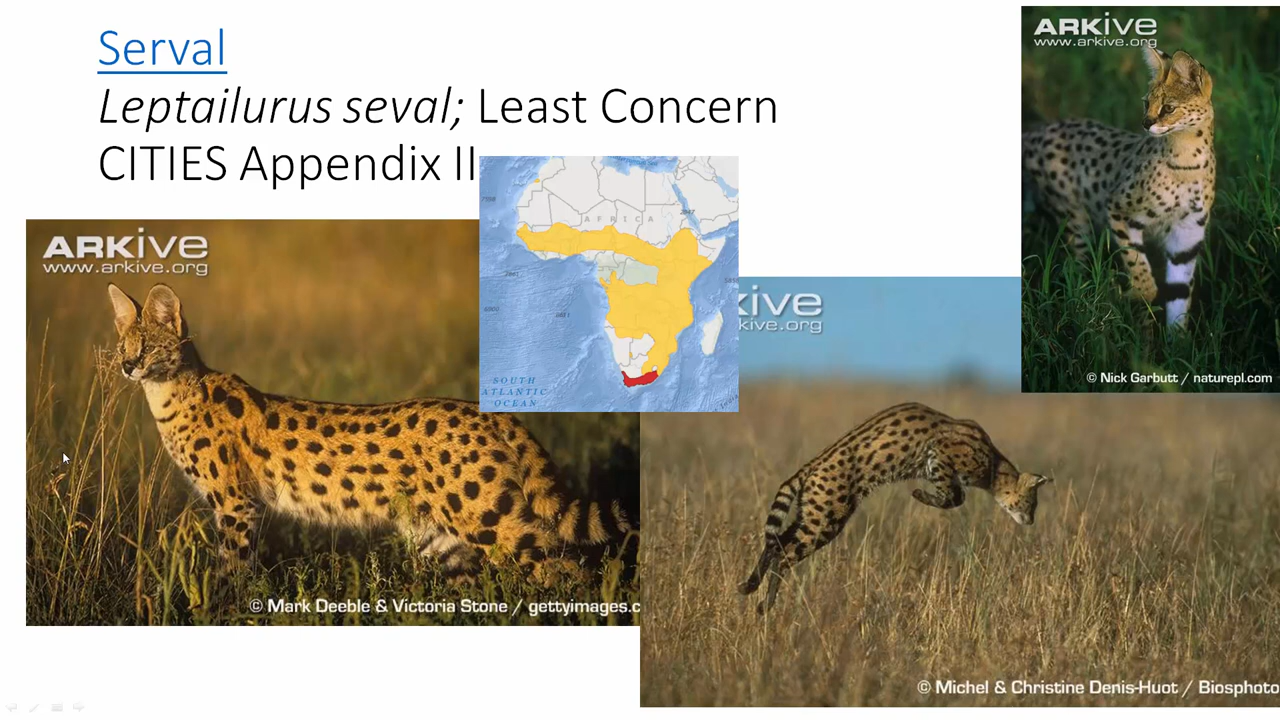 Serval
Leptailurus seval; Least Concern
CITIES Appendix II
ARKive
www.arkive.org
ARKive
www.arkive.org
AFRICA
SOUTH
ATLANTIC
OCEAN
kive
kive.org
© Nick Garbutt / naturepl.com
© Mark Deeble & Victoria Stone / gettyimages.c
© Michel & Christine Denis-Huot / Biosphoto